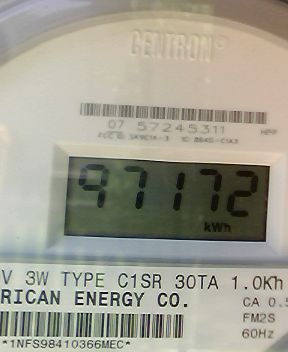 CENTRON®
07 57245311
97172
kWh
V 3W TYPE C1SR 30TA 1.0Kh
RICAN ENERGY CO.
CA 0.5
FM2S
60Hz
*1NFS98410366MEC*